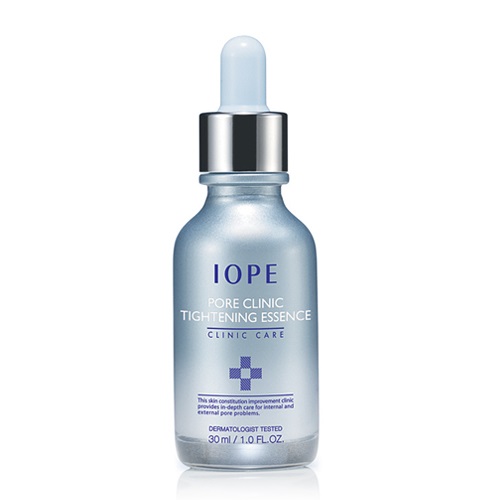 IOPE
PORE CLINIC
TIGHTENING ESSENCE
CLINIC CARE
This skin constitution improvement clinic
provides in-depth care for internal and
external pore problems.
DERMATOLOGIST TESTED
30 ml / 1.0 FL.OZ.